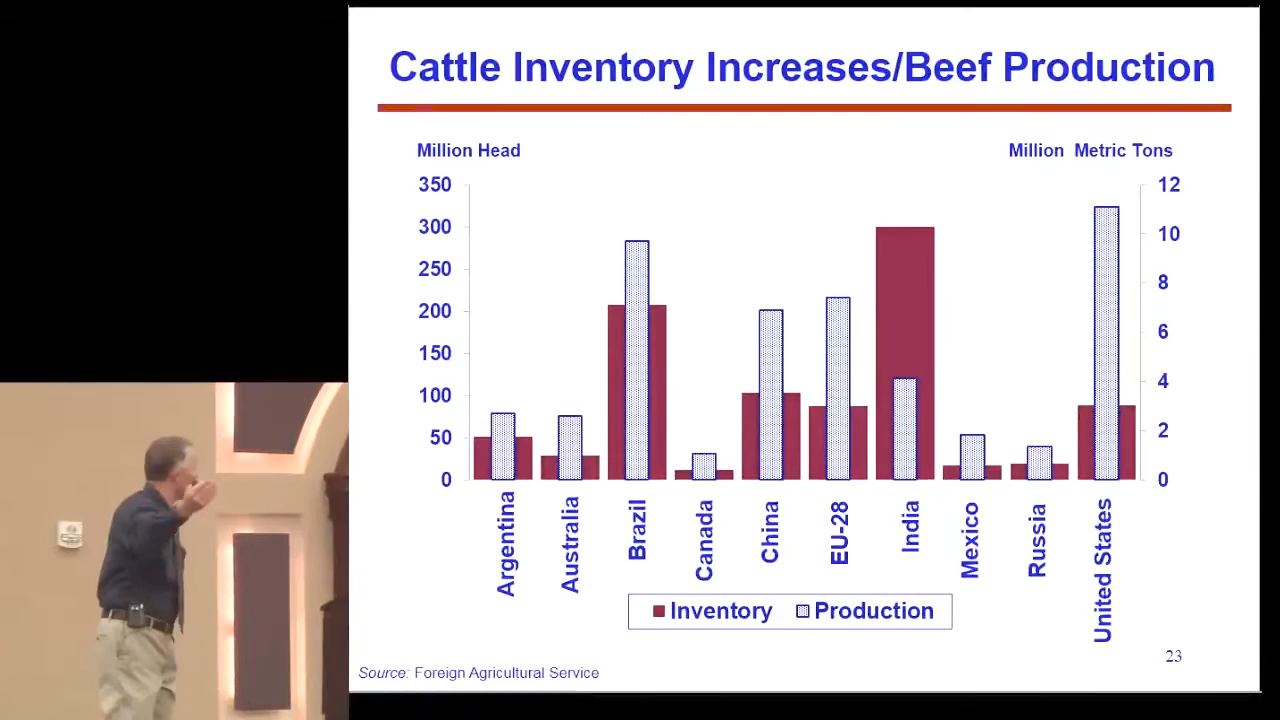 Cattle Inventory Increases/Beef Production
Million Head
Million Metric Tons
350
300
250
200
150
100
50
0
12
10
8
6
4
2
0
Argentina
Australia
Brazil
Canada
China
EU-28
India
Mexico
Russia
United States
Inventory
Production
23
Source: Foreign Agricultural Service